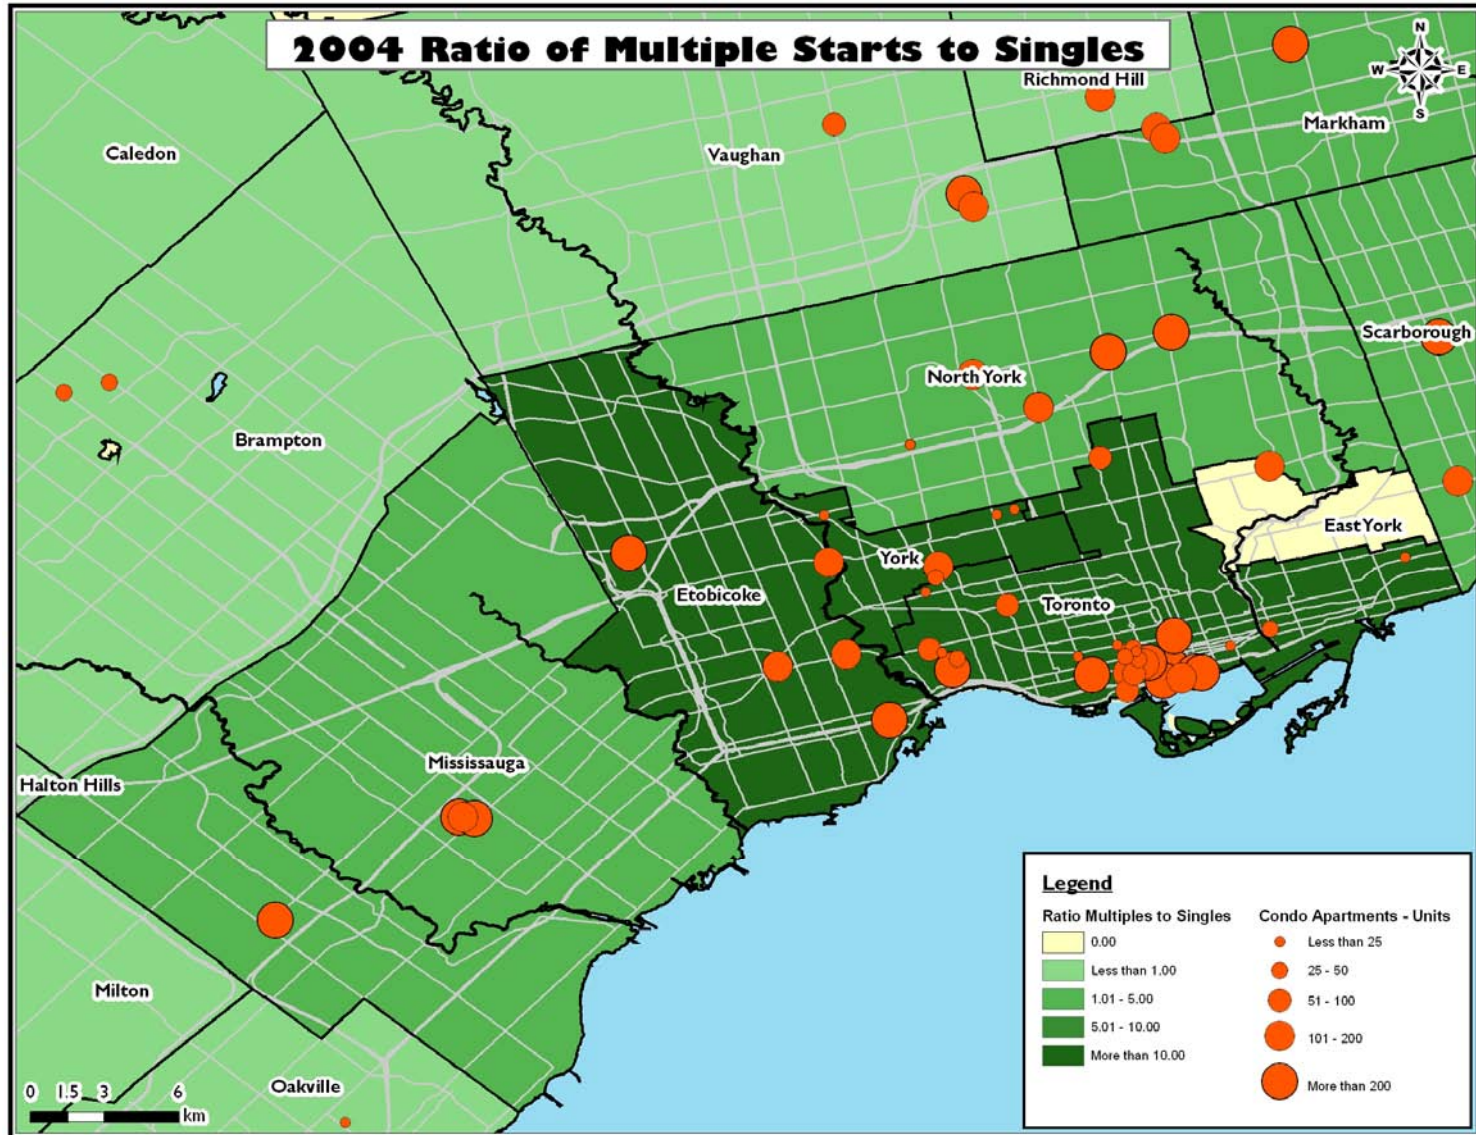 2004 Ratio of Multiple Starts to Singles
N
W E
S
Richmond Hill
Markham
Caledon
Vaughan
Scarborough
North York
Brampton
East York
York
Etobicoke
Toronto
Mississauga
Halton Hills
Milton
Oakville
0 1.5 3 6
km
Legend
Ratio Multiples to Singles
0.00
Less than 1.00
1.01 - 5.00
5.01 - 10.00
More than 10.00
Condo Apartments - Units
Less than 25
25 - 50
51 - 100
101 - 200
More than 200